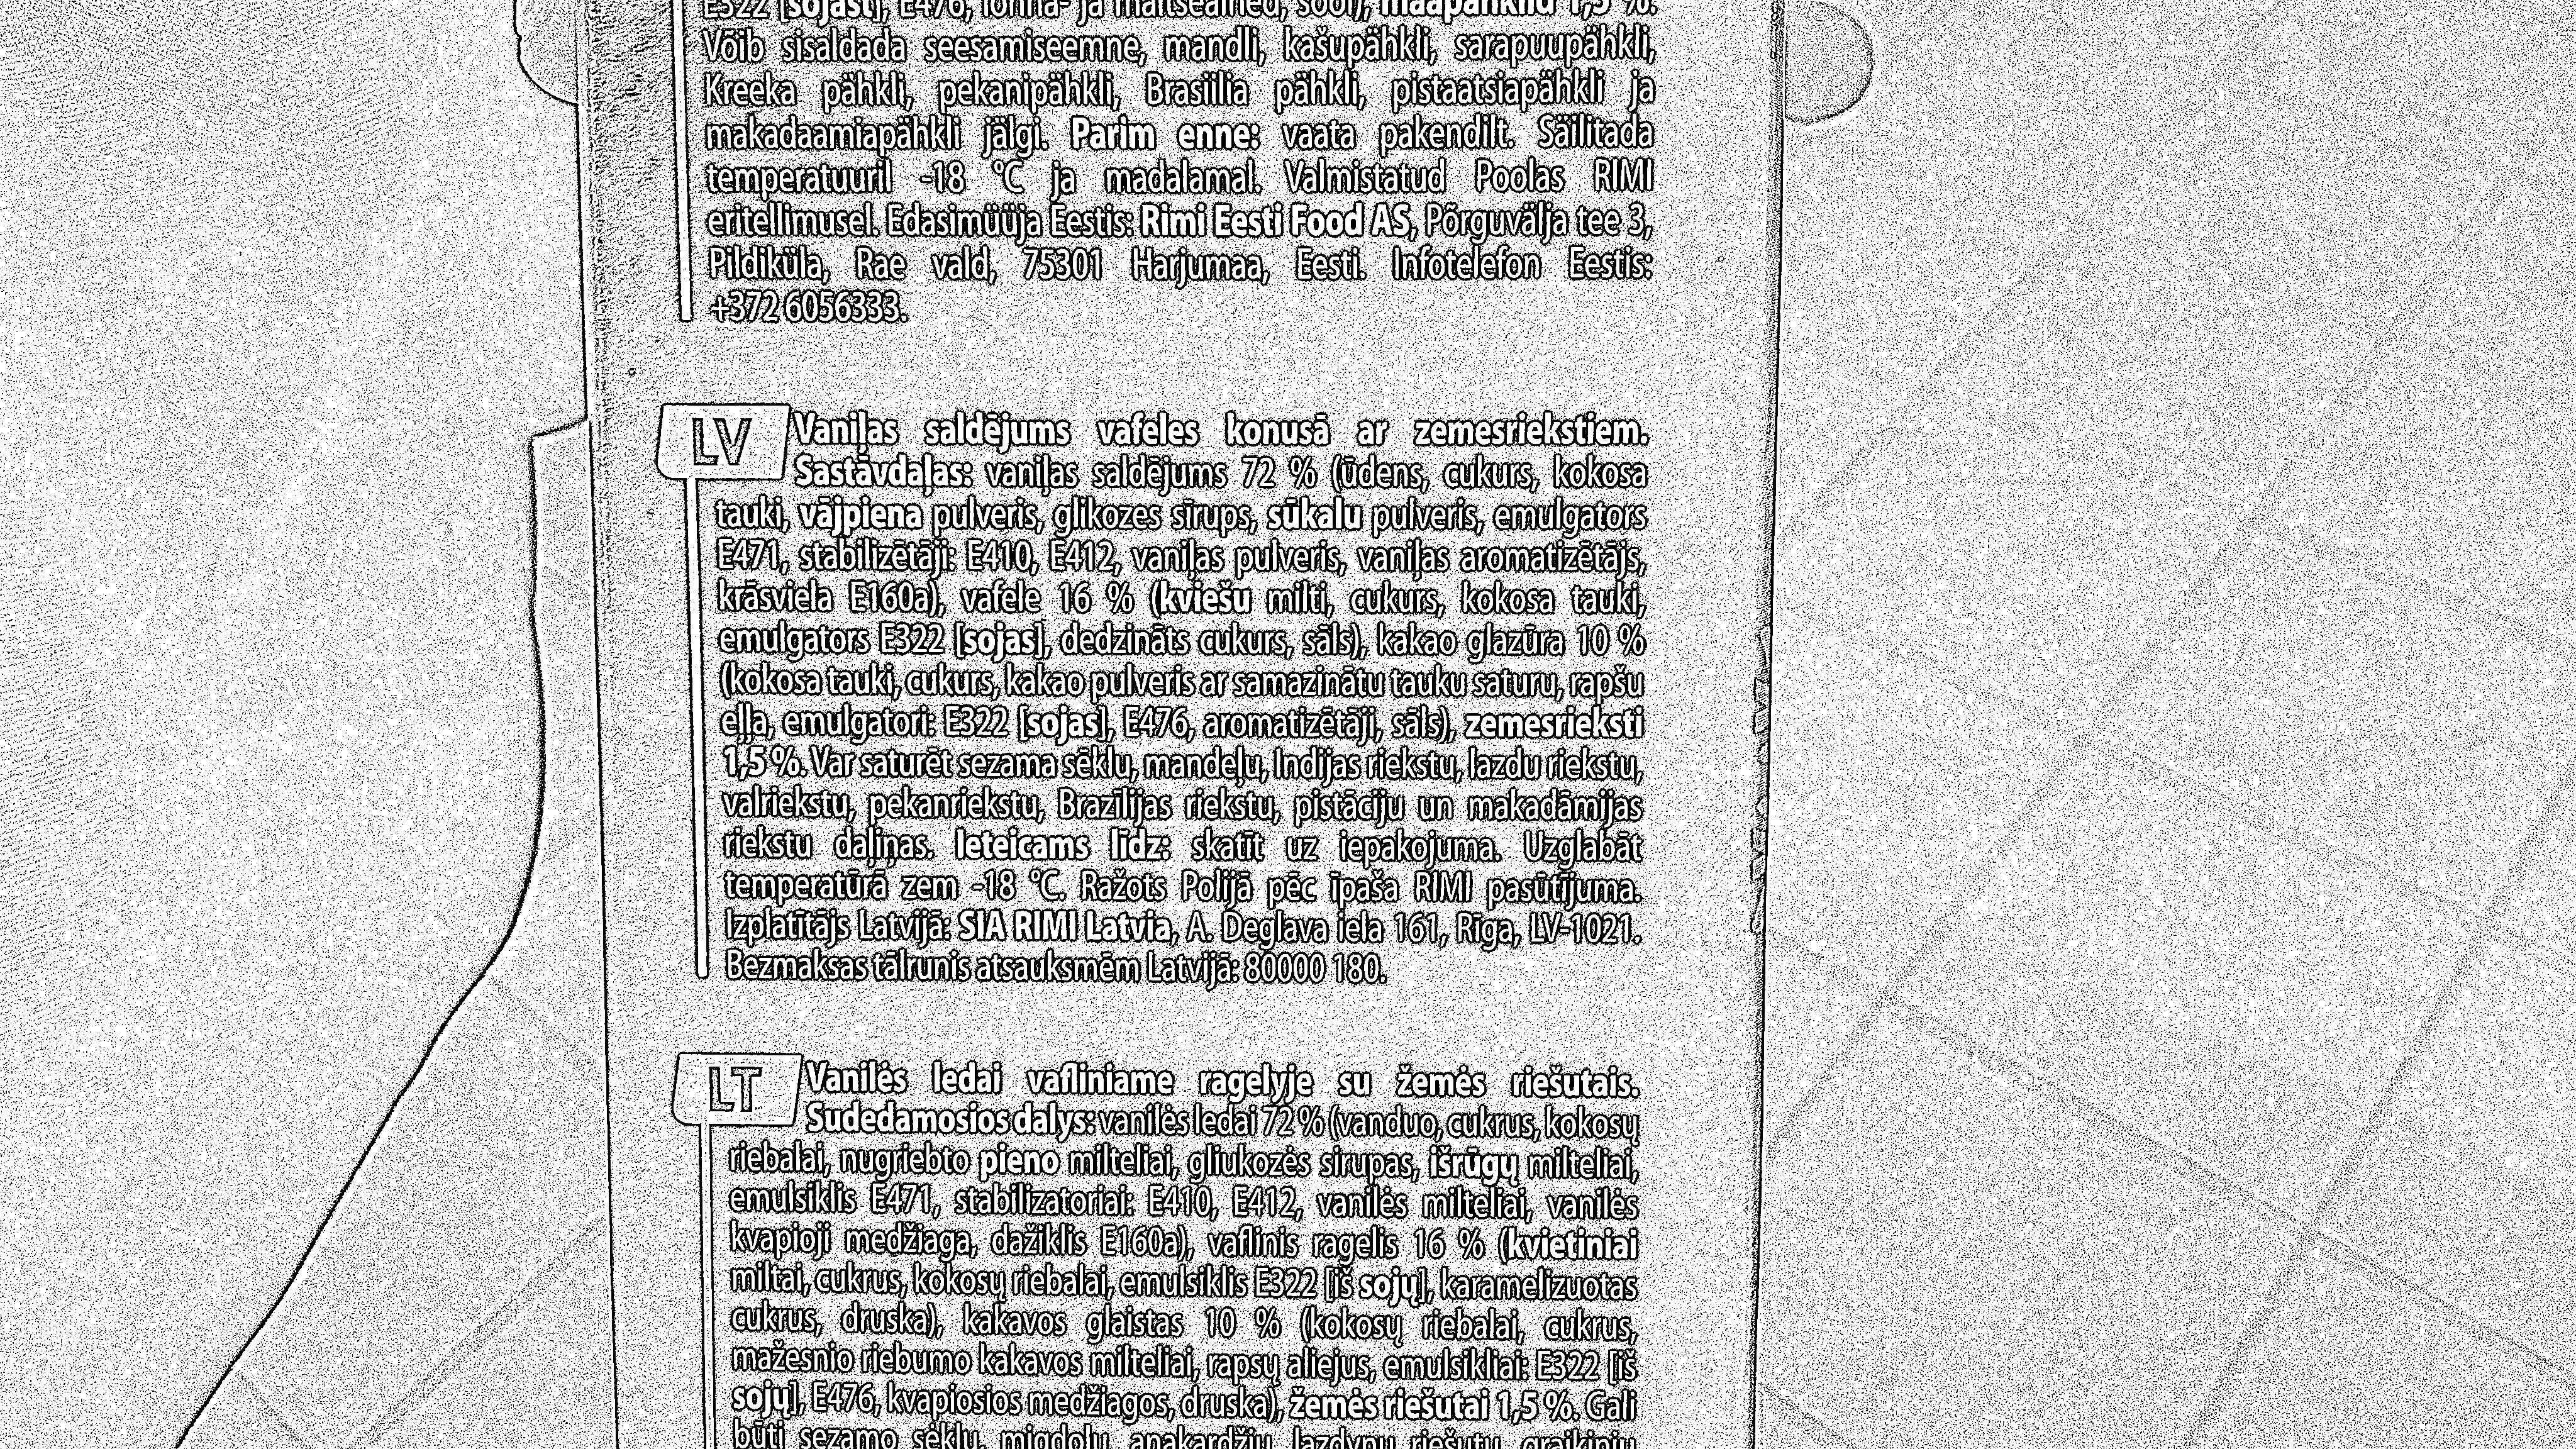 E322 [sojast], E476, lõhna- ja maitseained, sool), maapähklid 1,5 %.
Võib sisaldada seesamiseemne, mandli, kašupähkli, sarapuupähkli,
Kreeka pähkli, pekanipähkli, Brasiilia pähkli, pistaatsiapähkli ja
makadaamiapähkli jälgi. Parim enne: vaata pakendilt. Säilitada
temperatuuril -18 °C ja madalamal. Valmistatud Poolas RIMI
eritellimusel. Edasimüüja Eestis: Rimi Eesti Food AS, Põrguvälja tee 3,
Pildiküla, Rae vald, 75301 Harjumaa, Eesti. Infotelefon Eestis:
+372 6056333.
LV Vaniļas saldējums vafeles konusā ar zemesriekstiem.
Sastāvdaļas: vaniļas saldējums 72 % (ūdens, cukurs, kokosa
tauki, vājpiena pulveris, glikozes sīrups, sūkalu pulveris, emulgators
E471, stabilizētāji: E410, E412, vaniļas pulveris, vaniļas aromatizētājs,
krāsviela E160a), vafele 16 % (kviešu milti, cukurs, kokosa tauki,
emulgators E322 [sojas], dedzināts cukurs, sāls), kakao glazūra 10 %
(kokosa tauki, cukurs, kakao pulveris ar samazinātu tauku saturu, rapšu
eļļa, emulgatori: E322 [sojas], E476, aromatizētāji, sāls), zemesrieksti
1,5 %. Var saturēt sezama sēklu, mandeļu, Indijas riekstu, lazdu riekstu,
valriekstu, pekanriekstu, Brazīlijas riekstu, pistāciju un makadāmijas
riekstu daļiņas. Ieteicams līdz: skatīt uz iepakojuma. Uzglabāt
temperatūrā zem -18 °C. Ražots Polijā pēc īpaša RIMI pasūtījuma.
Izplatītājs Latvijā: SIA RIMI Latvia, A. Deglava iela 161, Rīga, LV-1021.
Bezmaksas tālrunis atsauksmēm Latvijā: 80000 180.
LT Vanilės ledai vafliniame ragelyje su žemės riešutais.
Sudedamosios dalys: vanilės ledai 72 % (vanduo, cukrus, kokosų
riebalai, nugriebto pieno milteliai, gliukozės sirupas, išrūgų milteliai,
emulsiklis E471, stabilizatoriai: E410, E412, vanilės milteliai, vanilės
kvapioji medžiaga, dažiklis E160a), vaflinis ragelis 16 % (kvietiniai
miltai, cukrus, kokosų riebalai, emulsiklis E322 [iš sojų], karamelizuotas
cukrus, druska), kakavos glaistas 10 % (kokosų riebalai, cukrus,
mažesnio riebumo kakavos milteliai, rapsų aliejus, emulsikliai: E322 [iš
sojų], E476, kvapiosios medžiagos, druska), žemės riešutai 1,5 %. Gali
būti sezamo sėklų, migdolų, anakardžių, lazdynų riešutų, graikinių